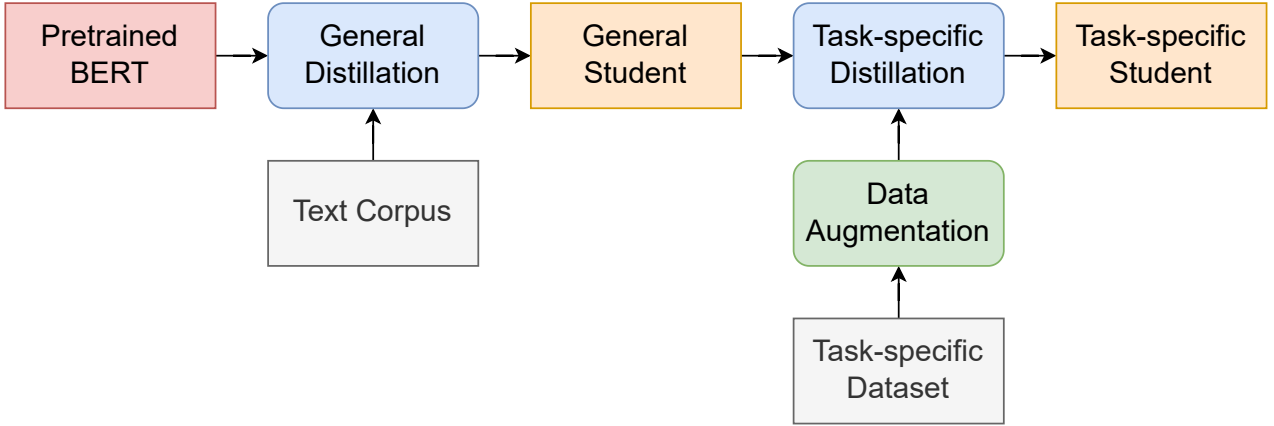 Pretrained
BERT
General
Distillation
General
Student
Task-specific
Distillation
Task-specific
Student
Text Corpus
Data
Augmentation
Task-specific
Dataset